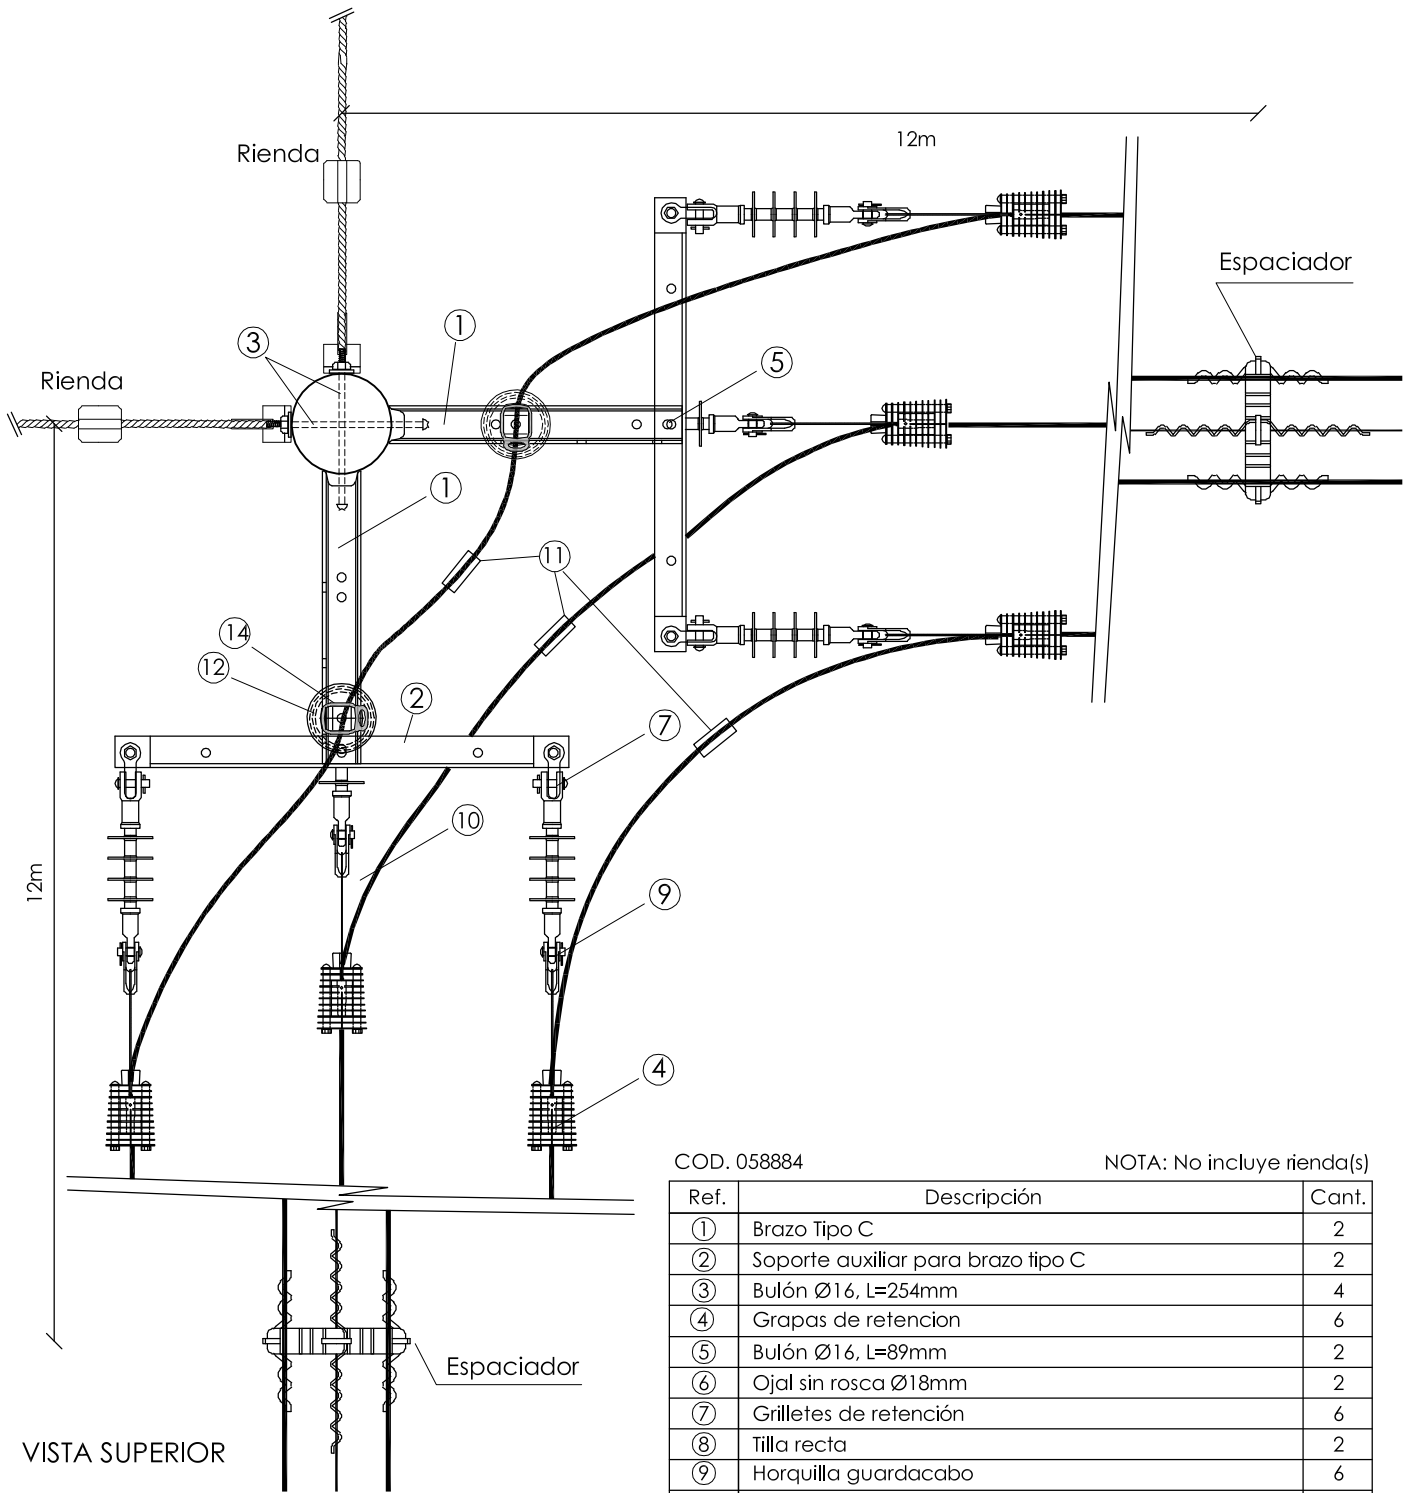 12m
Rienda
Espaciador
1
3
5
Rienda
1
11
14
12
2
7
10
12m
9
4
COD. 058884 NOTA: No incluye rienda(s)
Ref. Descripción Cant.
1 Brazo Tipo C 2
2 Soporte auxiliar para brazo tipo C 2
3 Bulón Ø16, L=254mm 4
4 Grapas de retencion 6
5 Bulón Ø16, L=89mm 2
6 Ojal sin rosca Ø18mm 2
7 Grilletes de retención 6
8 Tilla recta 2
9 Horquilla guardacabo 6
Espaciador
VISTA SUPERIOR